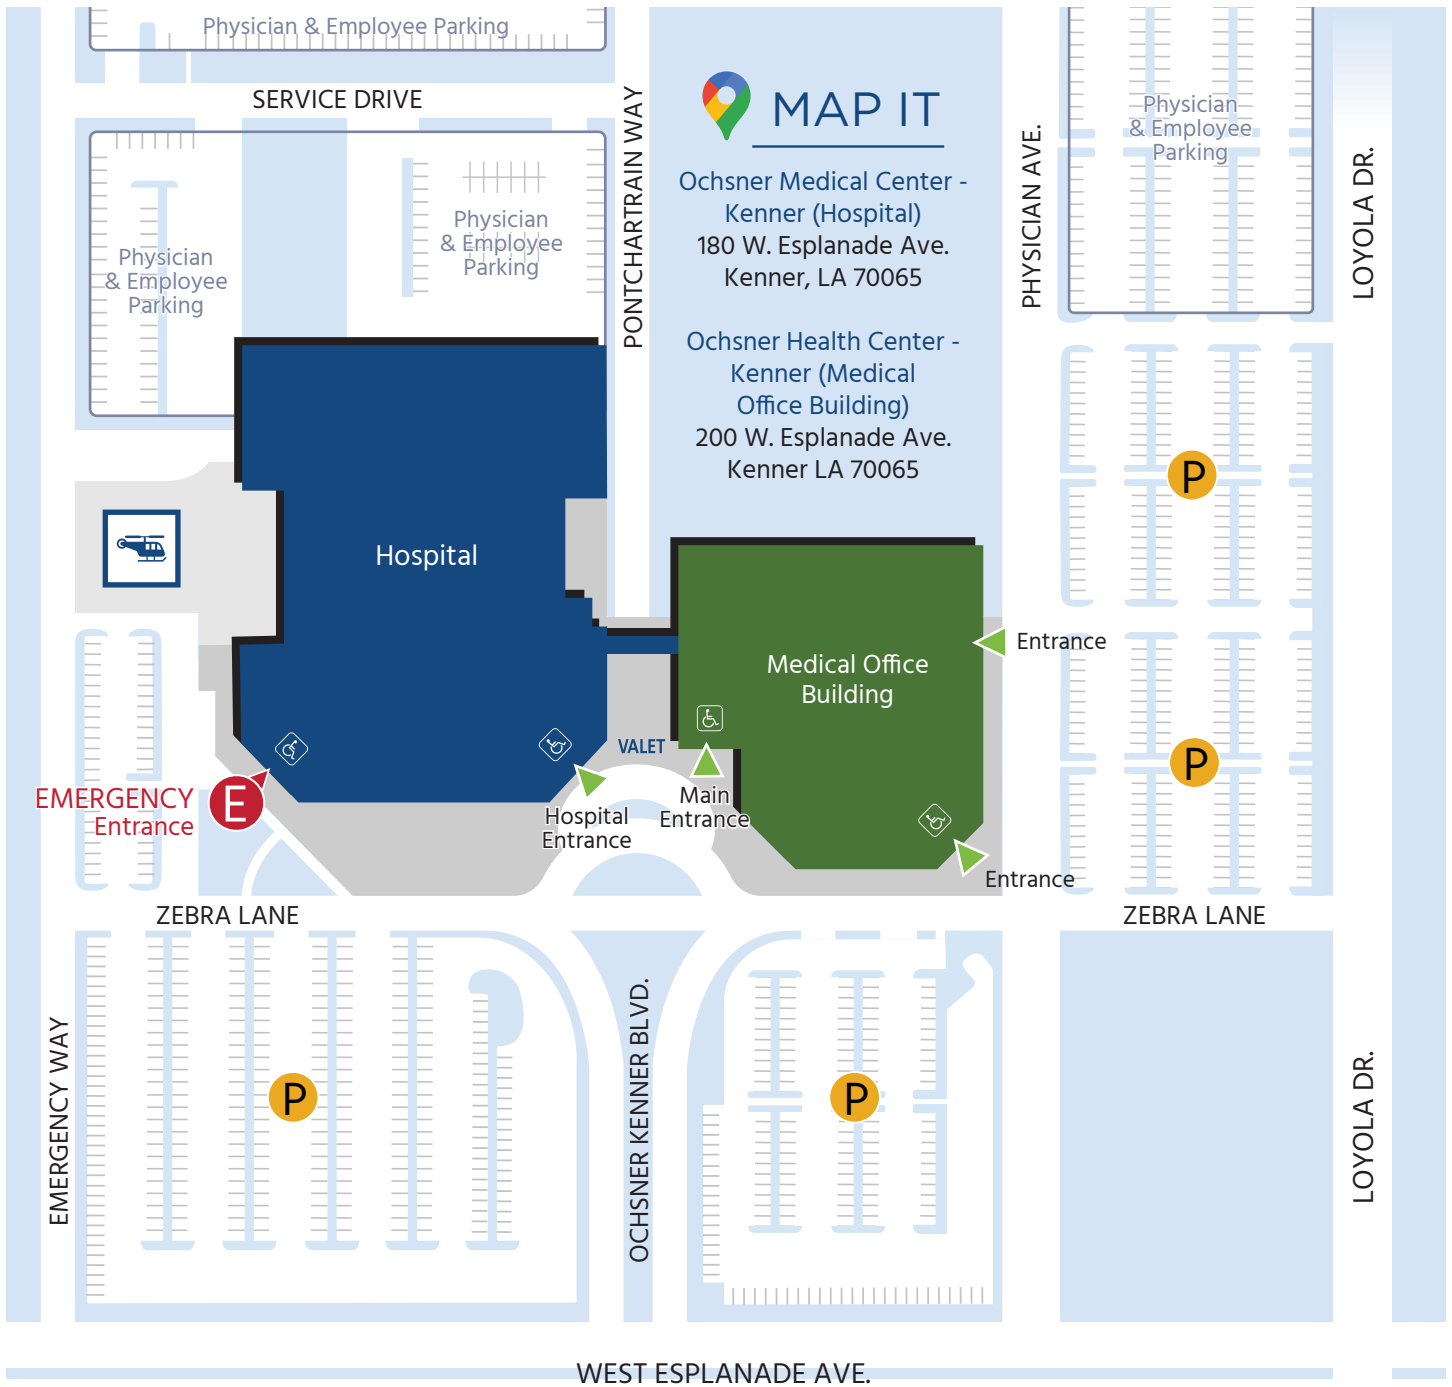 Physician & Employee Parking
SERVICE DRIVE
PONTCHARTRAIN WAY
MAP IT
Ochsner Medical Center -
Kenner (Hospital)
180 W. Esplanade Ave.
Kenner, LA 70065
Ochsner Health Center -
Kenner (Medical
Office Building)
200 W. Esplanade Ave.
Kenner LA 70065
PHYSICIAN AVE.
Physician
& Employee
Parking
LOYOLA DR.
Physician
& Employee
Parking
Physician
& Employee
Parking
P
Hospital
Medical Office
Building
Entrance
VALET
P
EMERGENCY
Entrance
E
Hospital
Entrance
Main
Entrance
Entrance
ZEBRA LANE
ZEBRA LANE
EMERGENCY WAY
P
OCHSNER KENNER BLVD.
P
LOYOLA DR.
WEST ESPLANADE AVE.